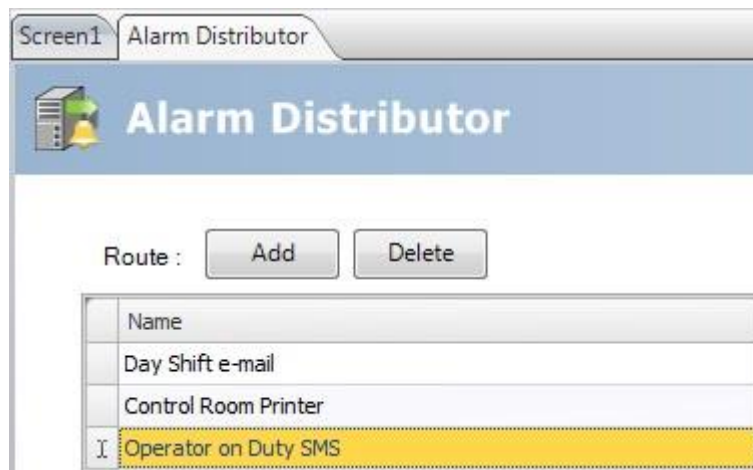 Screen1 Alarm Distributor
Alarm Distributor
Route : Add Delete
Name
Day Shift e-mail
Control Room Printer
Operator on Duty SMS